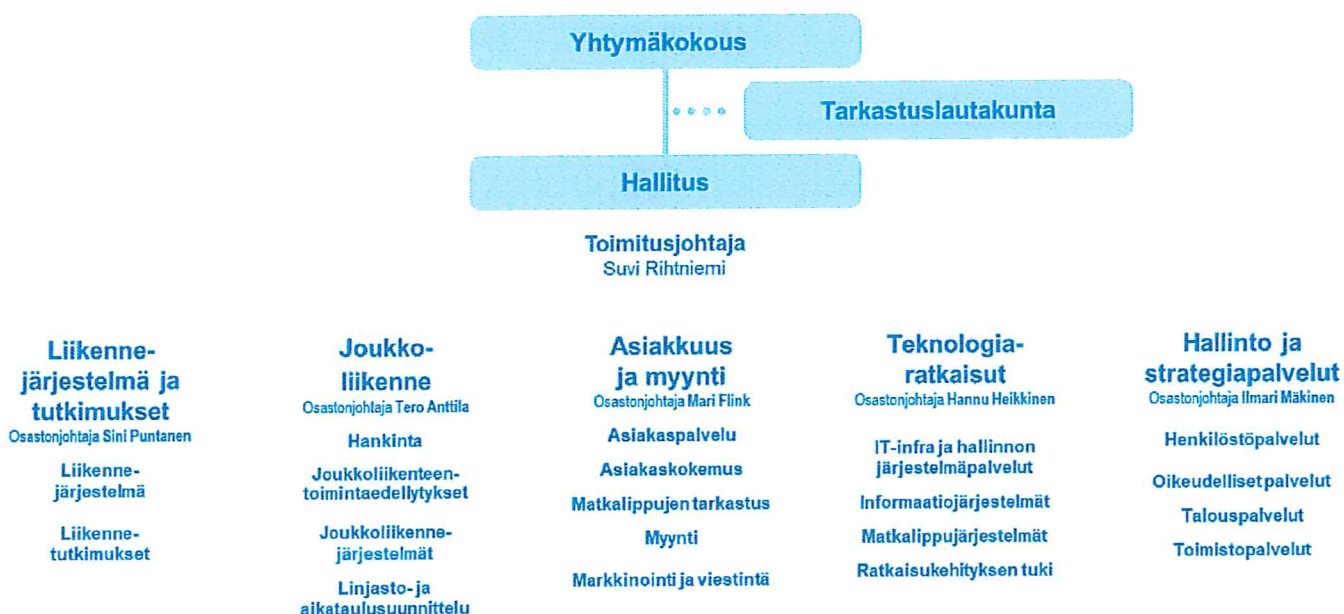 Yhtymäkokous
Tarkastuslautakunta
Hallitus
Toimitusjohtaja
Suvi Rihtniemi
Liikenne-
järjestelmä ja
tutkimukset
Osastonjohtaja Sini Puntanen
Liikenne-
järjestelmä
Liikenne-
tutkimukset
Joukko-
liikenne
Osastonjohtaja Tero Anttila
Hankinta
Joukkoliikenteen-
toimintaedellytykset
Joukkoliikenne-
järjestelmät
Linjasto- ja
aikataulusuunnittelu
Asiakkuus
ja myynti
Osastonjohtaja Mari Flink
Asiakaspalvelu
Asiakaskokemus
Matkalippujen tarkastus
Myynti
Markkinointi ja viestintä
Teknologia-
ratkaisut
Osastonjohtaja Hannu Heikkinen
IT-infra ja hallinnon
järjestelmäpalvelut
Informaatiojärjestelmät
Matkalippujärjestelmät
Ratkaisukehityksen tuki
Hallinto ja
strategiapalvelut
Osastonjohtaja Ilmari Mäkinen
Henkilöstöpalvelut
Oikeudelliset palvelut
Talouspalvelut
Toimistopalvelut